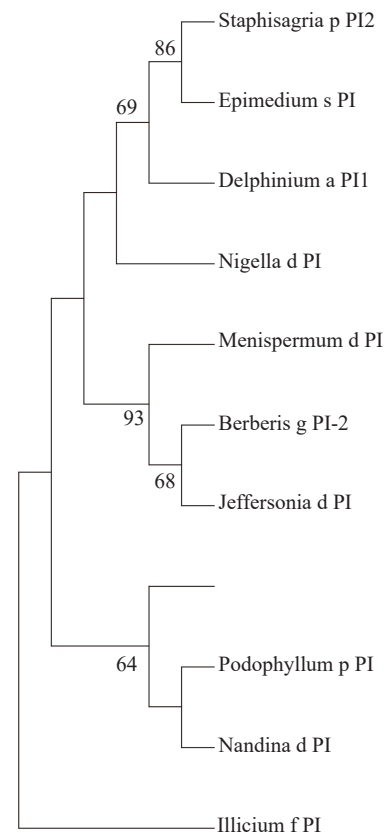 Staphisagria p PI2
86
Epimedium s PI
69
Delphinium a PI1
Nigella d PI
Menispermum d PI
93
Berberis g PI-2
68
Jeffersonia d PI
64
Podophyllum p PI
Nandina d PI
Illicium f PI